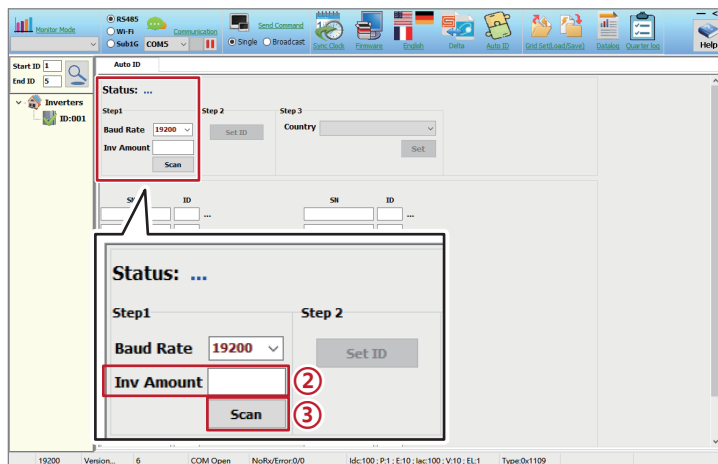 Monitor Mode
RS485
Wi-Fi
Sub1G COM5
Communication
Send Command
Single Broadcast
Sync Clock
Firmware
English
Delta
Auto ID
Grid Set(Load/Save)
Datalog
Quarter log
Help
Start ID 1
End ID 5
Inverters
ID:001
Auto ID
Status: ...
Step1
Baud Rate 19200
Inv Amount
Scan
Step 2
Set ID
Step 3
Country
Set
SN ID
...
SN ID
...
Status: ...
Step1
Baud Rate 19200
Inv Amount
②
Scan
③
Step 2
Set ID
19200 Version... 6 COM Open NoRx/Error:0/0 Idc:100 ; P:1 ; E:10 ; Iac:100 ; V:10 ; EL:1 Type:0x1109